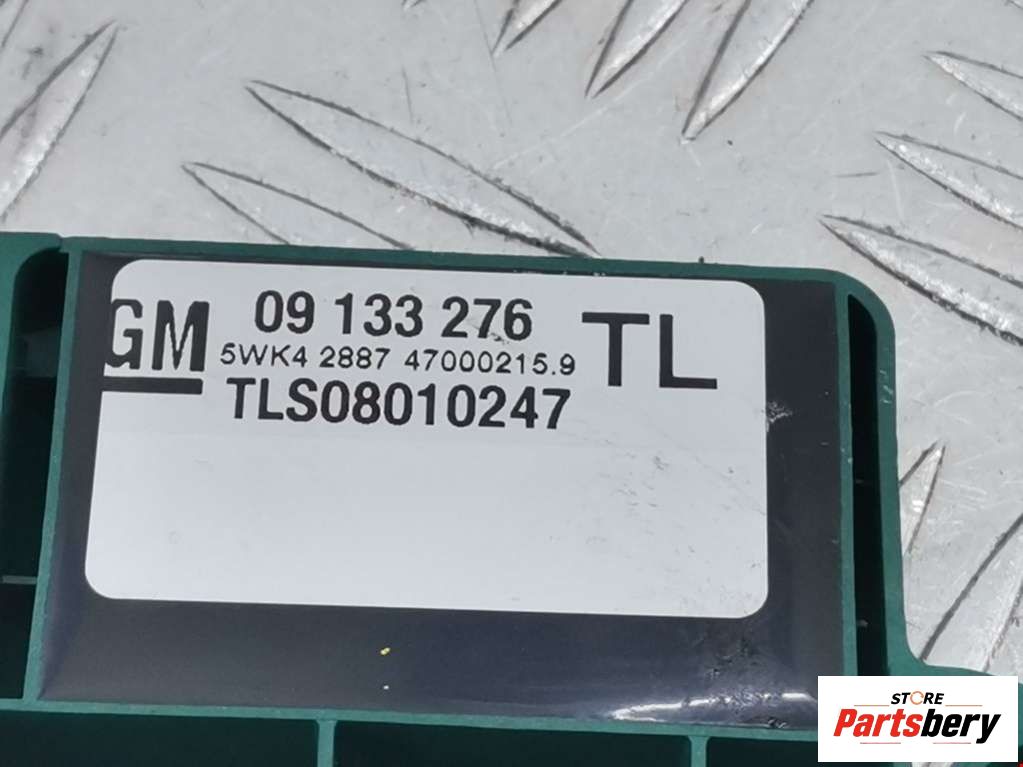 GM
09 133 276
TL
5WK4 2887 47000215.9
TLS08010247
STORE
Partsbery